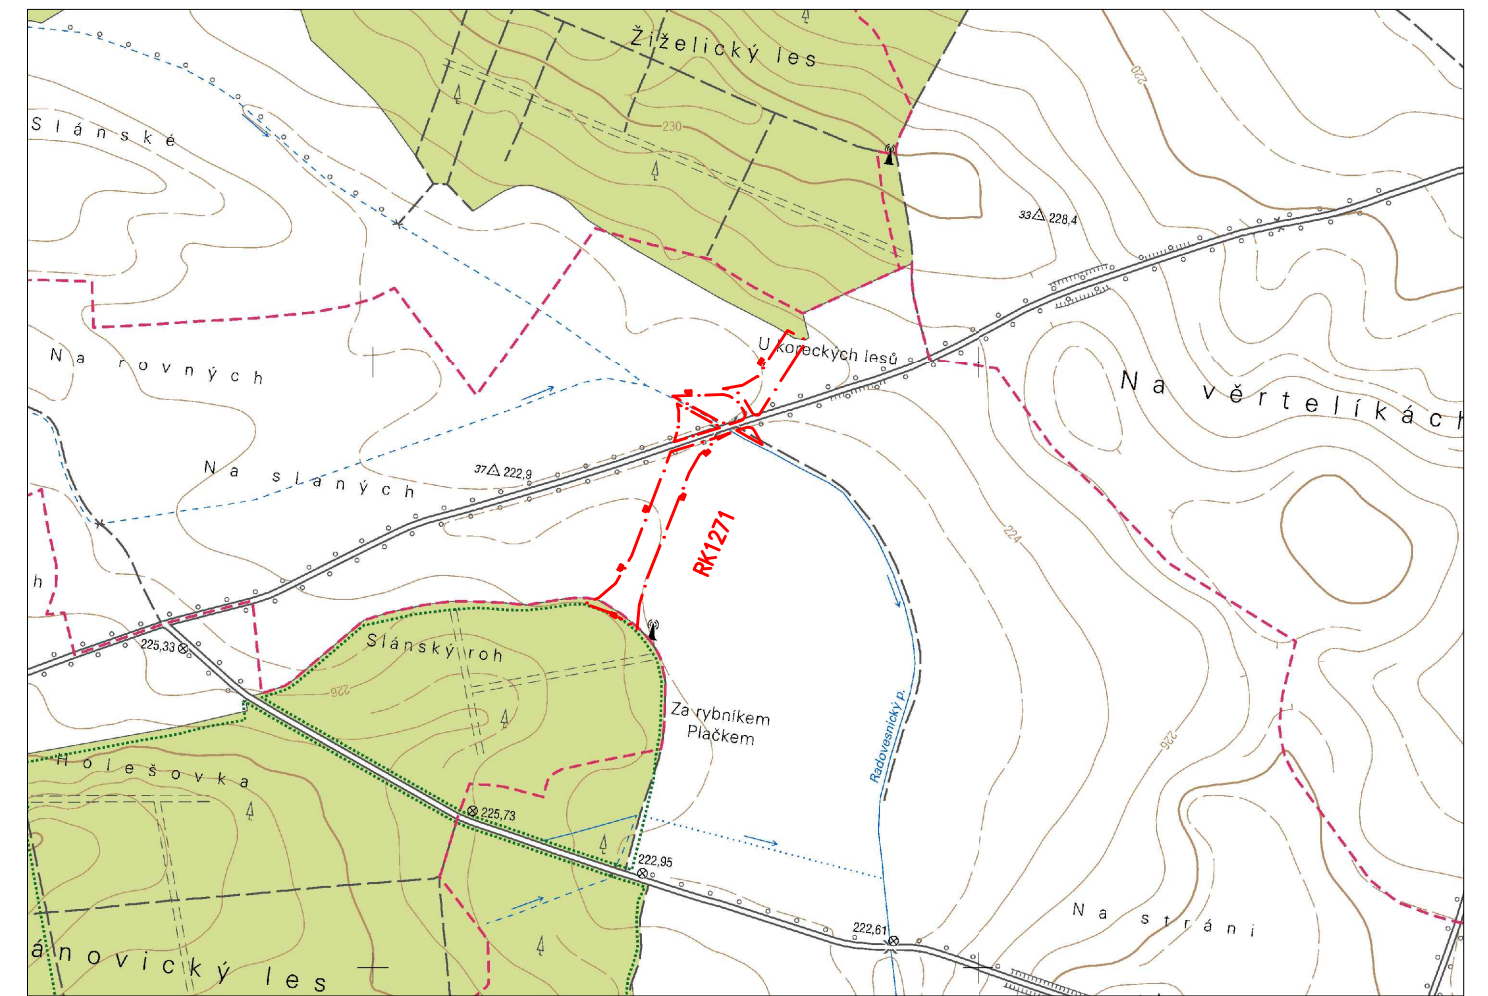 Žiželický les
220
Slánské
230
33 228,4
U koreckých lesů
Na rovných
Na věrtelíkách
37 222,9
Na slaných
224
RK1271
h
225,33
Slánský roh
226
Za rybníkem
Plačkem
Radovesnický p.
226
Holešovka
225,73
222,95
222,61
Na stráni
ánovický les